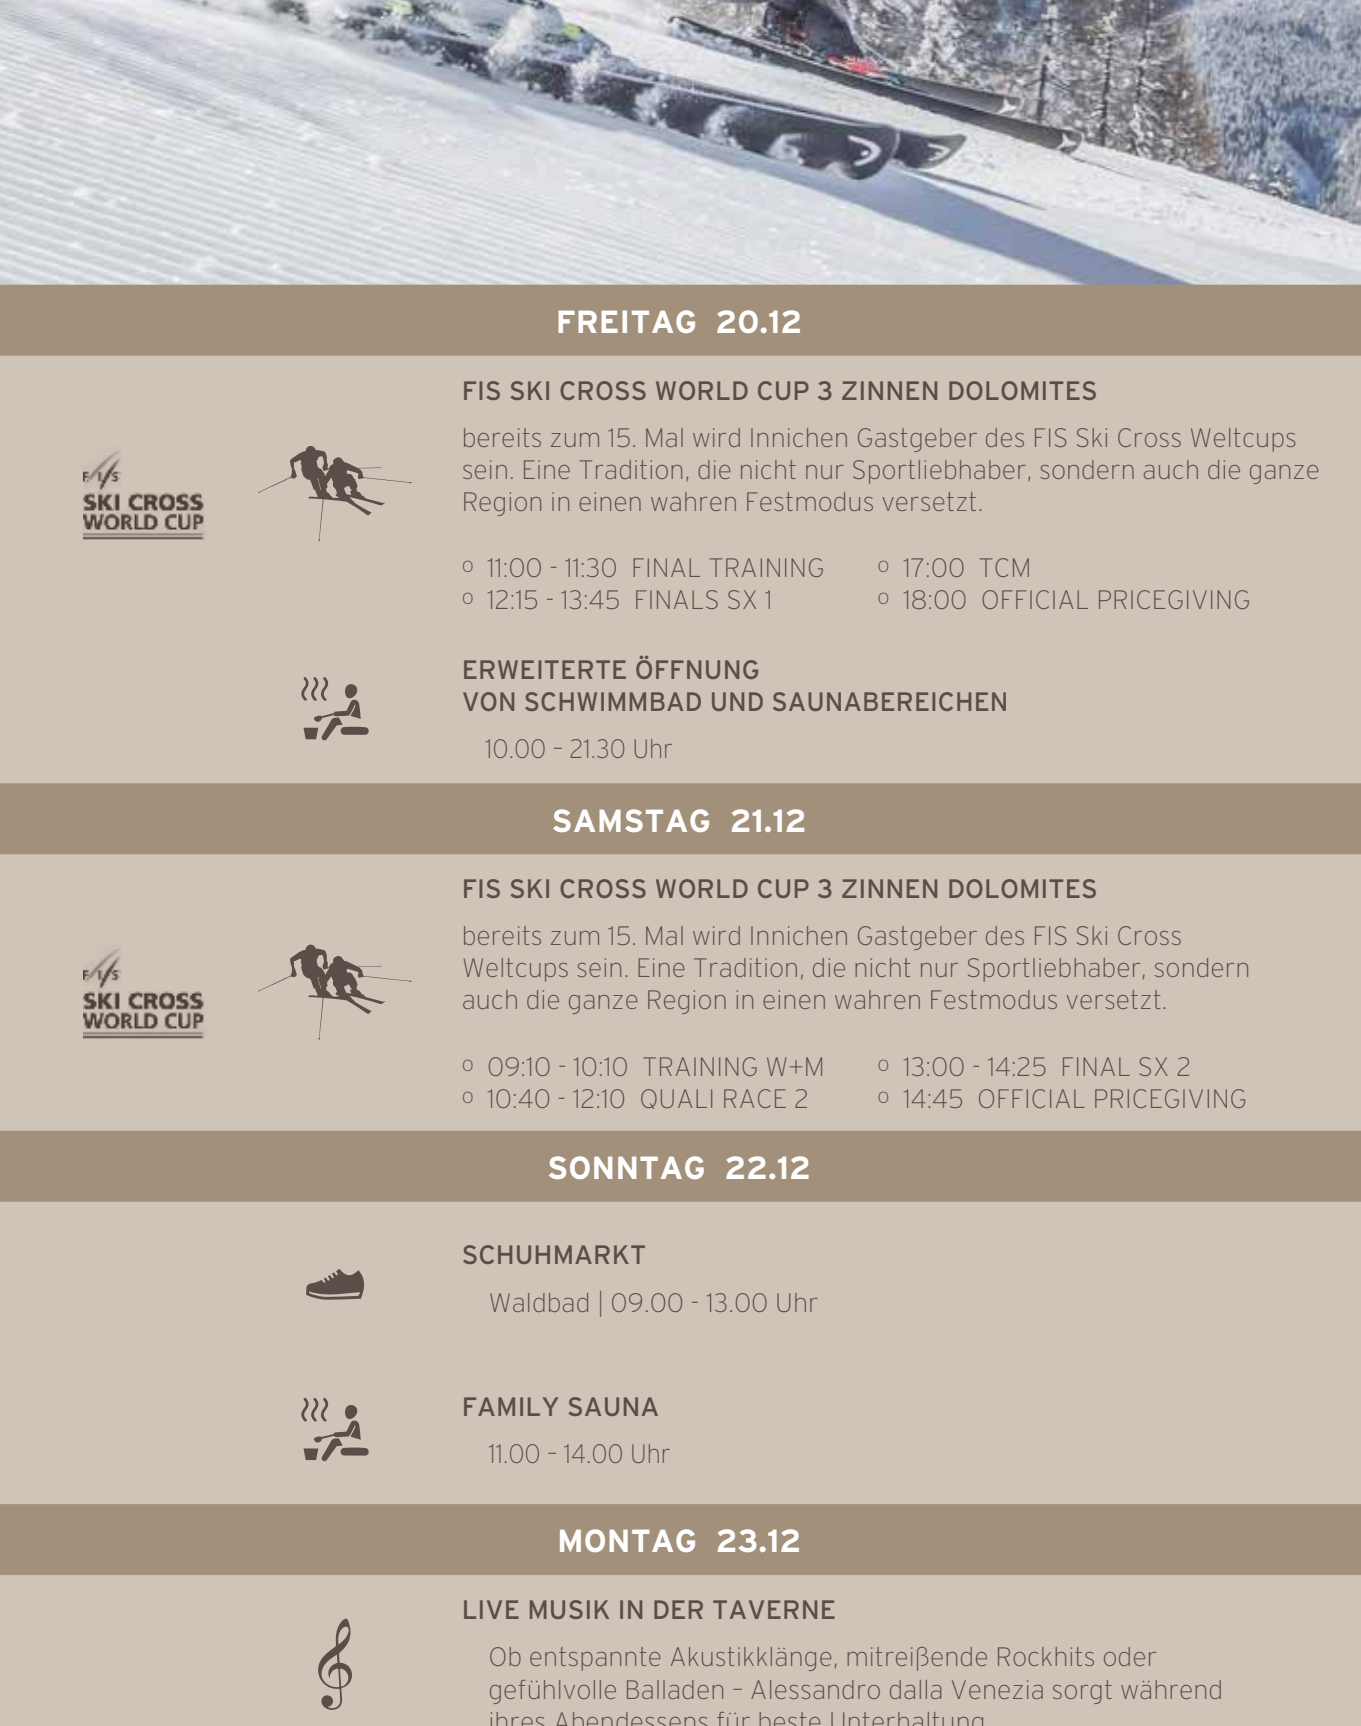 FREITAG 20.12
FIS SKI CROSS WORLD CUP 3 ZINNEN DOLOMITES
bereits zum 15. Mal wird Innichen Gastgeber des FIS Ski Cross Weltcups
sein. Eine Tradition, die nicht nur Sportliebhaber, sondern auch die ganze
Region in einen wahren Festmodus versetzt.
FIS
SKI CROSS
WORLD CUP
o 11:00 - 11:30 FINAL TRAINING
o 12:15 - 13:45 FINALS SX 1
o 17:00 TCM
o 18:00 OFFICIAL PRICEGIVING
ERWEITERTE ÖFFNUNG
VON SCHWIMMBAD UND SAUNABEREICHEN
10.00 – 21.30 Uhr
SAMSTAG 21.12
FIS SKI CROSS WORLD CUP 3 ZINNEN DOLOMITES
bereits zum 15. Mal wird Innichen Gastgeber des FIS Ski Cross
Weltcups sein. Eine Tradition, die nicht nur Sportliebhaber, sondern
auch die ganze Region in einen wahren Festmodus versetzt.
FIS
SKI CROSS
WORLD CUP
o 09:10 - 10:10 TRAINING W+M
o 10:40 - 12:10 QUALI RACE 2
o 13:00 - 14:25 FINAL SX 2
o 14:45 OFFICIAL PRICEGIVING
SONNTAG 22.12
SCHUHMARKT
Waldbad | 09.00 - 13.00 Uhr
FAMILY SAUNA
11.00 – 14.00 Uhr
MONTAG 23.12
LIVE MUSIK IN DER TAVERNE
Ob entspannte Akustikklänge, mitreißende Rockhits oder
gefühlvolle Balladen – Alessandro dalla Venezia sorgt während
ihres Abendessens für beste Unterhaltung